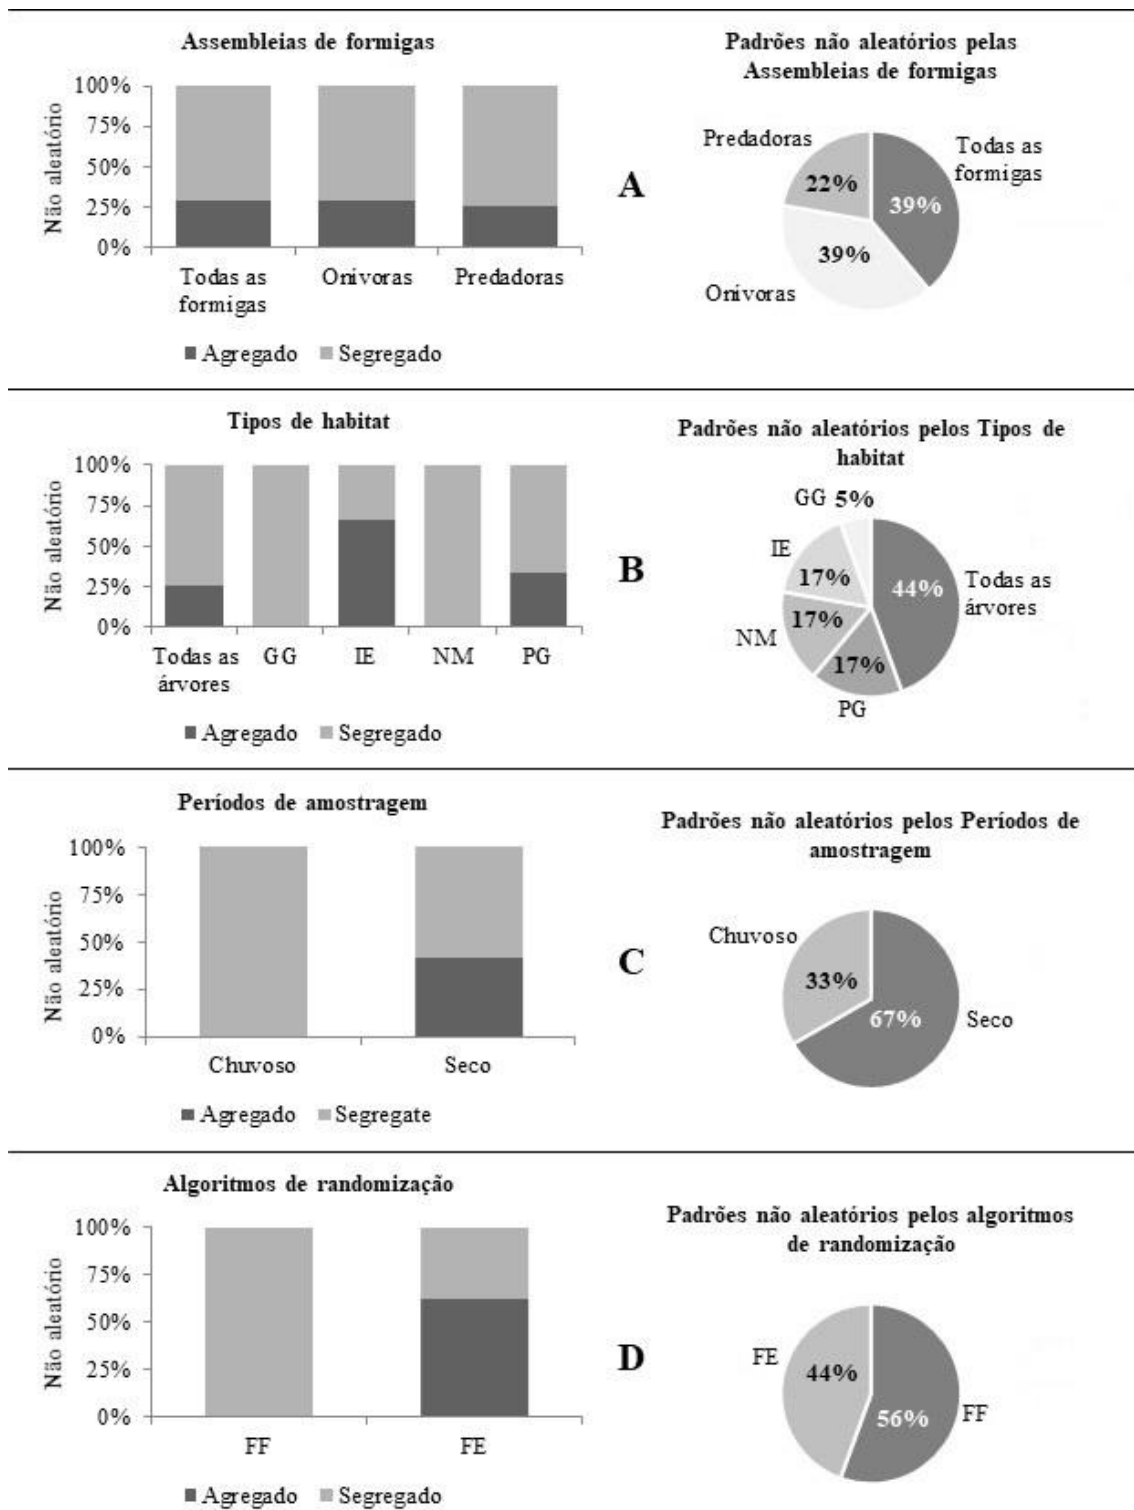 Assembleias de formigas
Não aleatório
100%
75%
50%
25%
0%
Todas as
formigas
Onívoras
Predadoras
Agregado
Segregado
A
Padrões não aleatórios pelas
Assembleias de formigas
Predadoras
22%
Todas as
formigas
39%
39%
Onívoras
Tipos de habitat
Não aleatório
100%
75%
50%
25%
0%
Todas as
árvores
GG
IE
NM
PG
Agregado
Segregado
B
Padrões não aleatórios pelos Tipos de
habitat
GG 5%
IE
17%
44%
Todas as
árvores
NM
17%
17%
PG
Períodos de amostragem
Não aleatório
100%
75%
50%
25%
0%
Chuvoso
Seco
Agregado
Segregate
C
Padrões não aleatórios pelos Períodos de
amostragem
Chuvoso
33%
67%
Seco
Algoritmos de randomização
Não aleatório
100%
75%
50%
25%
0%
FF
FE
Agregado
Segregado
D
Padrões não aleatórios pelos algoritmos
de randomização
FE
44%
56%
FF